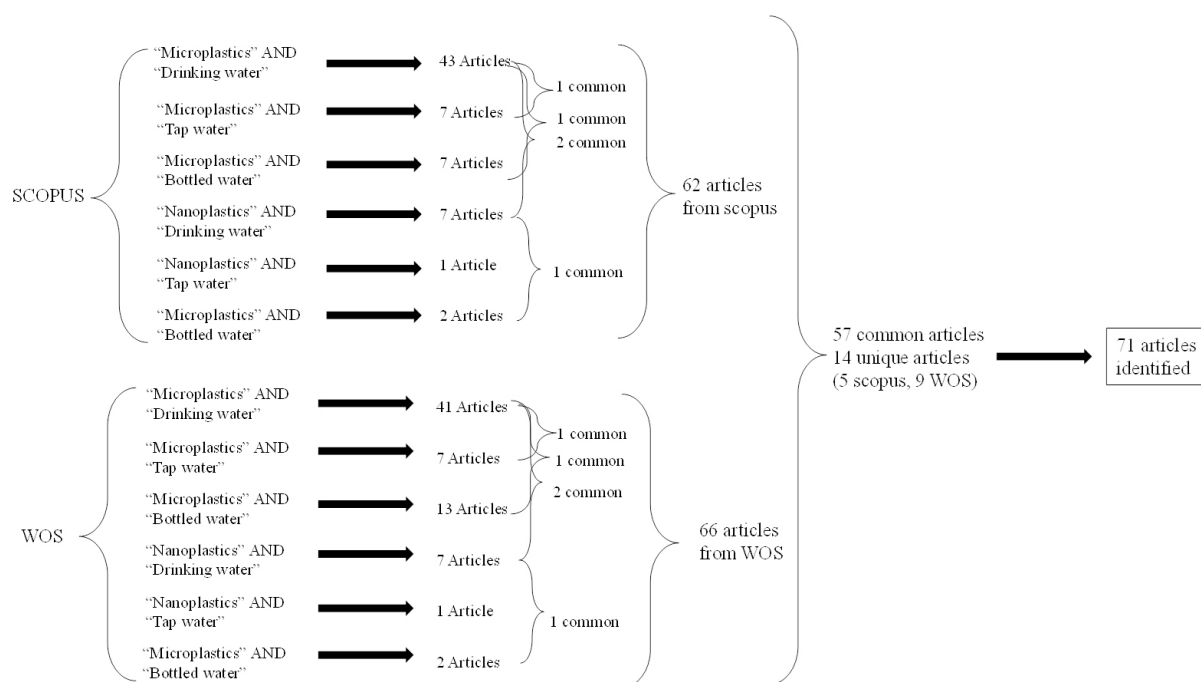 SCOPUS
“Microplastics” AND
“Drinking water”
43 Articles
“Microplastics” AND
“Tap water”
7 Articles
“Microplastics” AND
“Bottled water”
7 Articles
“Nanoplastics” AND
“Drinking water”
7 Articles
“Nanoplastics” AND
“Tap water”
1 Article
“Microplastics” AND
“Bottled water”
2 Articles
1 common
1 common
2 common
1 common
62 articles
from scopus
WOS
“Microplastics” AND
“Drinking water”
41 Articles
“Microplastics” AND
“Tap water”
7 Articles
“Microplastics” AND
“Bottled water”
13 Articles
“Nanoplastics” AND
“Drinking water”
7 Articles
“Nanoplastics” AND
“Tap water”
1 Article
“Microplastics” AND
“Bottled water”
2 Articles
1 common
1 common
2 common
1 common
66 articles
from WOS
57 common articles
14 unique articles
(5 scopus, 9 WOS)
71 articles
identified